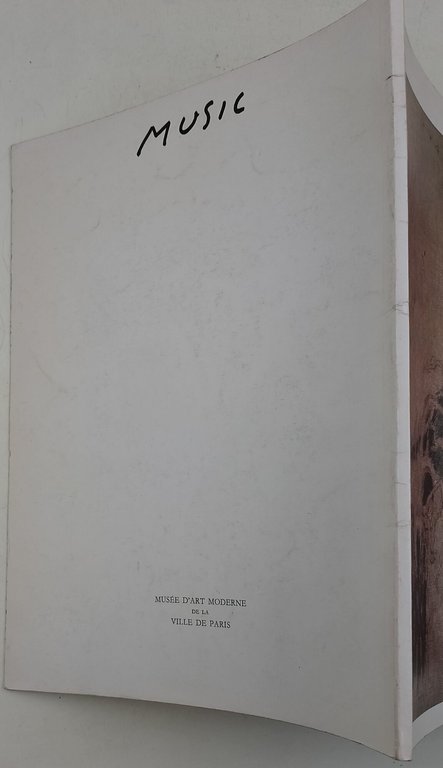 MUSIC
MUSÉE D'ART MODERNE
DE LA
VILLE DE PARIS